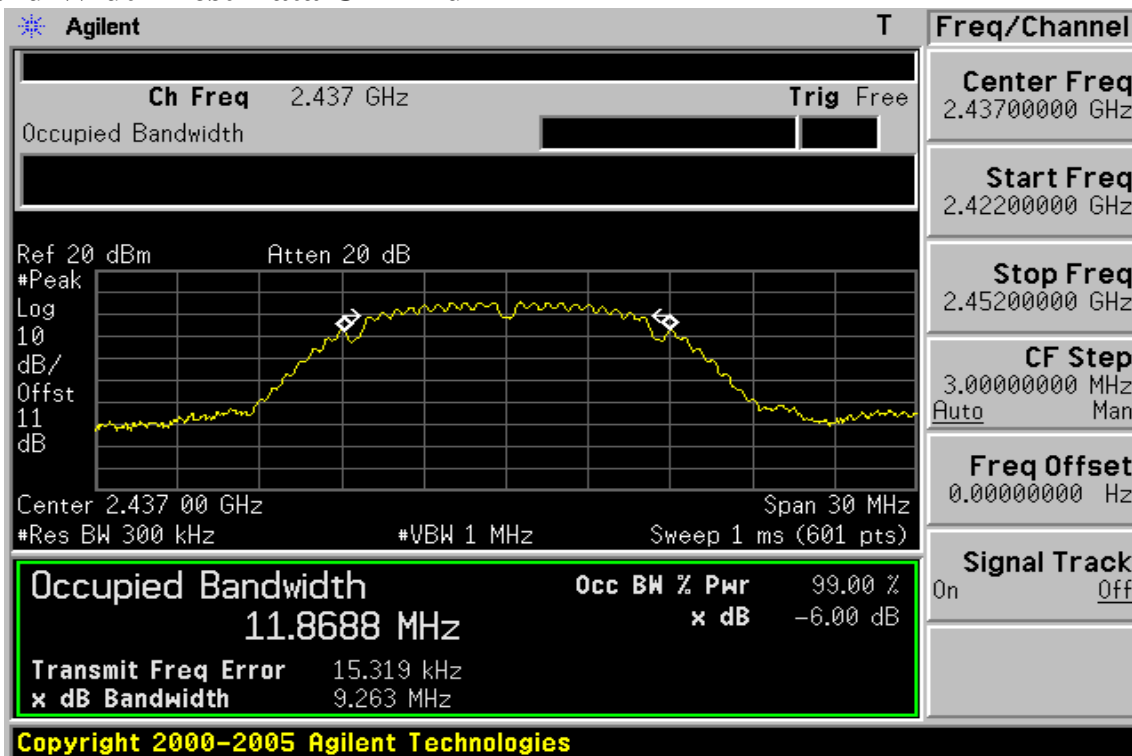 Agilent T
Ch Freq 2.437 GHz Trig Free
Occupied Bandwidth
Ref 20 dBm Atten 20 dB
#Peak
Log
10
dB/
Offst
11
dB
Center 2.437 00 GHz Span 30 MHz
#Res BW 300 kHz #VBW 1 MHz Sweep 1 ms (601 pts)
Occupied Bandwidth
11.8688 MHz
Occ BW % Pwr 99.00 %
x dB -6.00 dB
Transmit Freq Error 15.319 kHz
x dB Bandwidth 9.263 MHz
Copyright 2000-2005 Agilent Technologies
Freq/Channel
Center Freq
2.43700000 GHz
Start Freq
2.42200000 GHz
Stop Freq
2.45200000 GHz
CF Step
3.00000000 MHz
Auto Man
Freq Offset
0.00000000 Hz
Signal Track
On Off